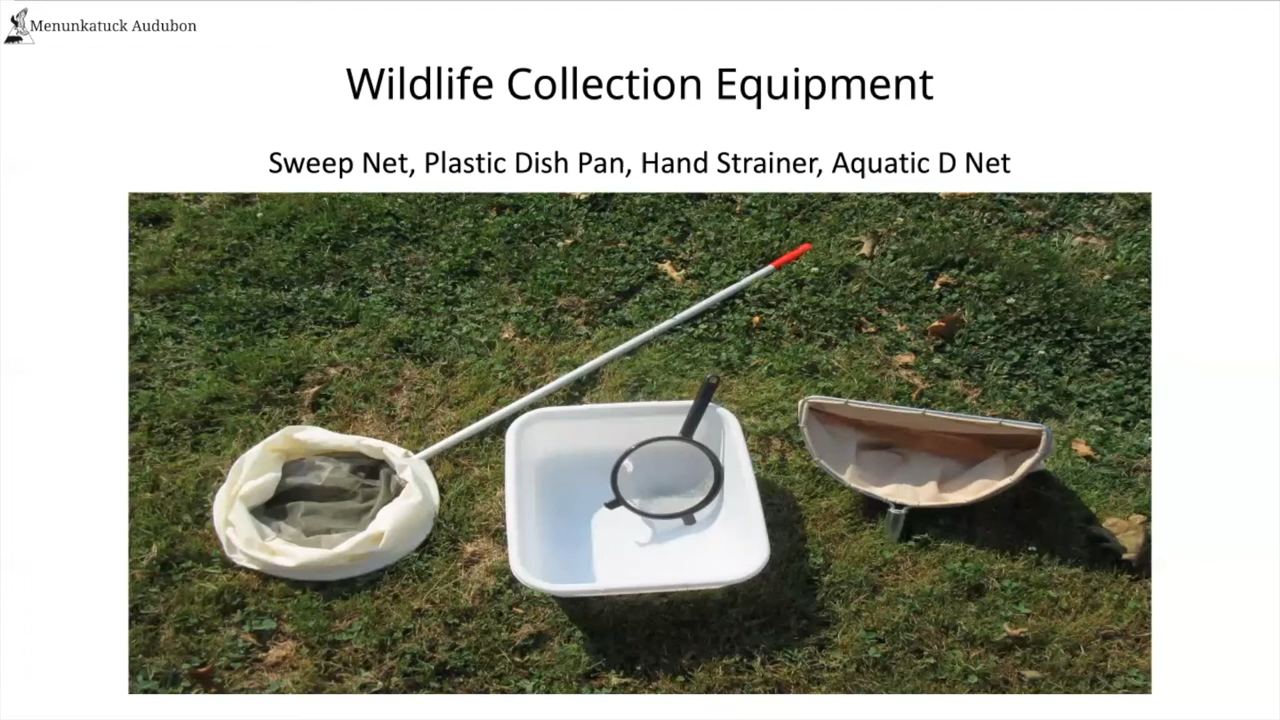 Menunkatuck Audubon
Wildlife Collection Equipment
Sweep Net, Plastic Dish Pan, Hand Strainer, Aquatic D Net